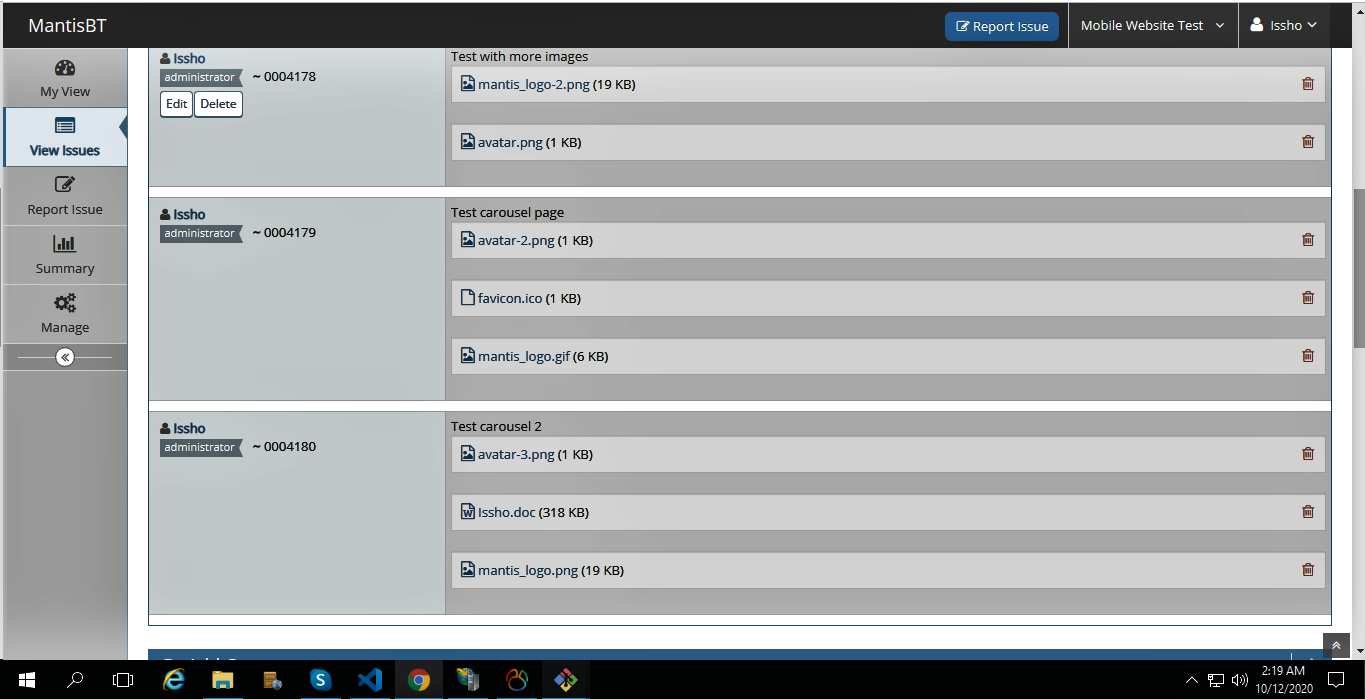 MantisBT
Report Issue
Mobile Website Test
Issho
My View
View Issues
Report Issue
Summary
Manage
Issho
administrator ~ 0004178
Edit Delete
Test with more images
mantis_logo-2.png (19 KB)
avatar.png (1 KB)
Issho
administrator ~ 0004179
Test carousel page
avatar-2.png (1 KB)
favicon.ico (1 KB)
mantis_logo.gif (6 KB)
Issho
administrator ~ 0004180
Test carousel 2
avatar-3.png (1 KB)
Issho.doc (318 KB)
mantis_logo.png (19 KB)
2:19 AM
10/12/2020